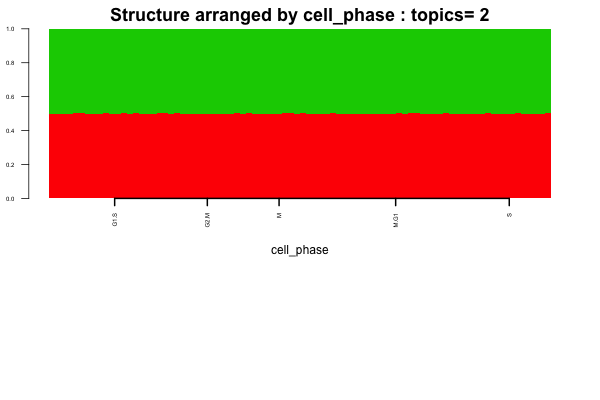 Structure arranged by cell_phase : topics= 2
1.0
0.8
0.6
0.4
0.2
0.0
G1.S
G2.M
M
M.G1
S
cell_phase